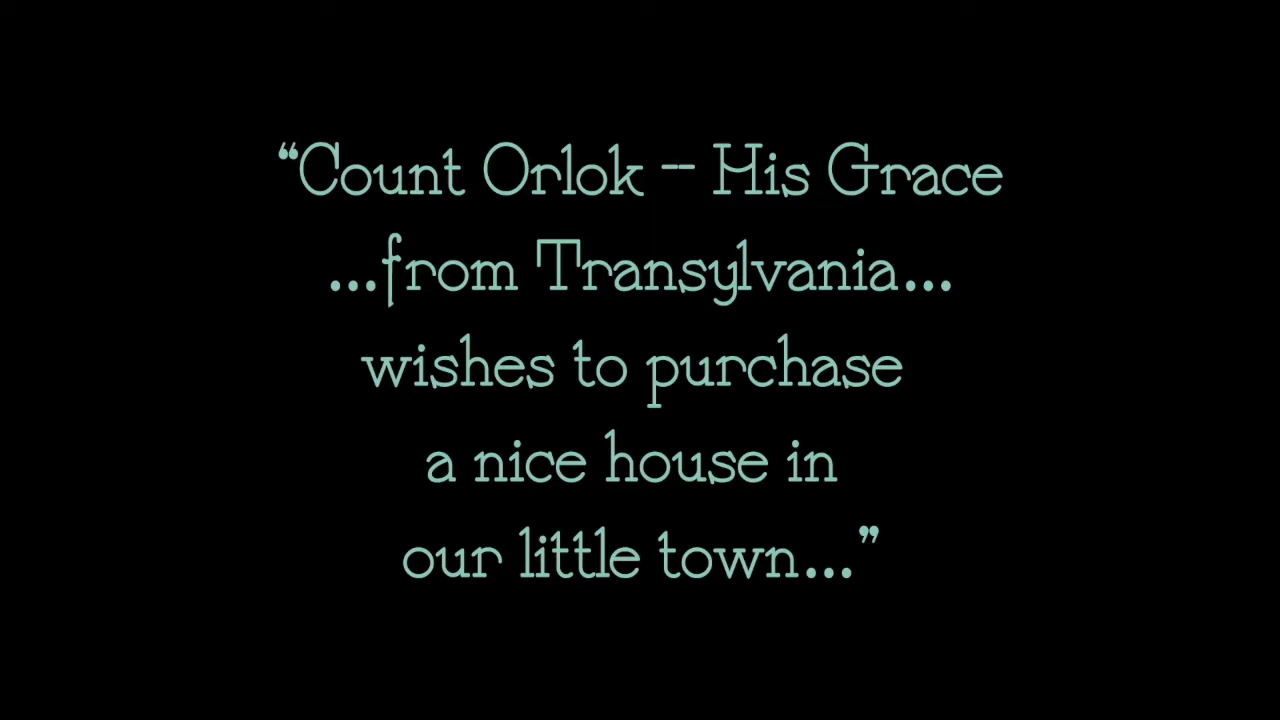 “Count Orlok -- His Grace
...from Transylvania...
wishes to purchase
a nice house in
our little town...”